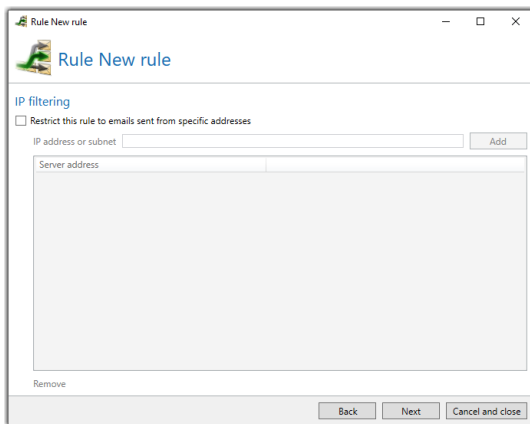 Rule New rule
Rule New rule
IP filtering
Restrict this rule to emails sent from specific addresses
IP address or subnet Add
Server address
Remove
Back Next Cancel and close